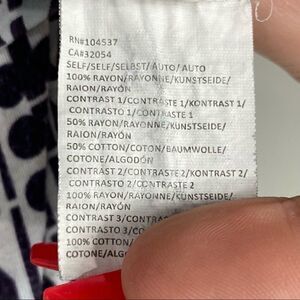 RN#104537
CA#32054
SELF/SELF/SELBST/ AUTO/ AUTO
100% RAYON/RAYONNE/KUNSTSEIDE/
RAION/RAYÓN
CONTRAST 1/CONTRASTE 1/KONTRAST 1/
CONTRASTO 1/CONTRASTE 1
50% RAYON/RAYONNE/KUNSTSEIDE/
RAION/RAYÓN
50% COTTON/COTON/BAUMWOLLE/
COTONE/ALGODÓN
CONTRAST 2/CONTRASTE 2/KONTRAST 2/
CONTRASTO 2/CONTRASTE 2
100% RAYON/RAYONNE/KUNSTSEIDE/
RAION/RAYÓN
CONTRAST 3/CONTRA
CONTRASTO 3/CONTRA
100% COTTON/
COTONE/ALG